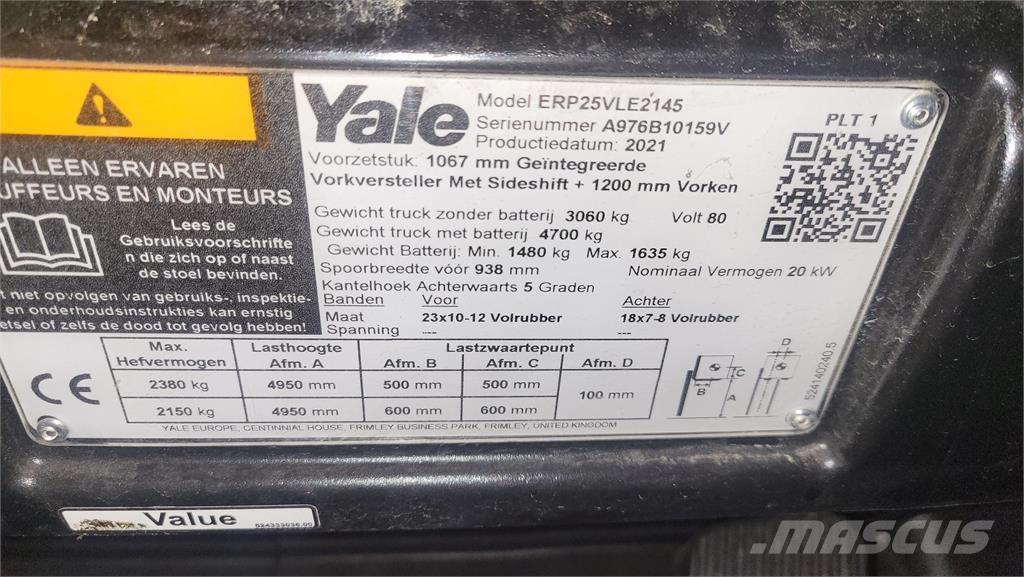 ALLEEN ERVAREN
UFFEURS EN MONTEURS
Lees de
Gebruiksvoorschrifte
n die zich op of naast
de stoel bevinden.
t niet opvolgen van gebruiks-, inspektie-
en onderhoudsinstrukties kan ernstig
etsel of zelfs de dood tot gevolg hebben!
Yale
Model ERP25VLE2145
Serienummer A976B10159V
Productiedatum: 2021
PLT 1
Voorzetstuk: 1067 mm Geïntegreerde
Vorkversteller Met Sideshift + 1200 mm Vorken
Gewicht truck zonder batterij 3060 kg Volt 80
Gewicht truck met batterij 4700 kg
Gewicht Batterij: Min. 1480 kg Max. 1635 kg
Spoorbreedte vóór 938 mm Nominaal Vermogen 20 kW
Kantelhoek Achterwaarts 5 Graden
Banden Voor Achter
Maat 23x10-12 Volrubber 18x7-8 Volrubber
Spanning --- ---
Max. Hefvermogen Lasthoogte Afm. A Lastzwaartepunt
Afm. B Afm. C Afm. D
2380 kg 4950 mm 500 mm 500 mm 100 mm
2150 kg 4950 mm 600 mm 600 mm
D
C
B A
524140240.5
CE
YALE EUROPE, CENTINNIAL HOUSE, FRIMLEY BUSINESS PARK, FRIMLEY, UNITED KINGDOM
Value
524333036.00
MASCUS